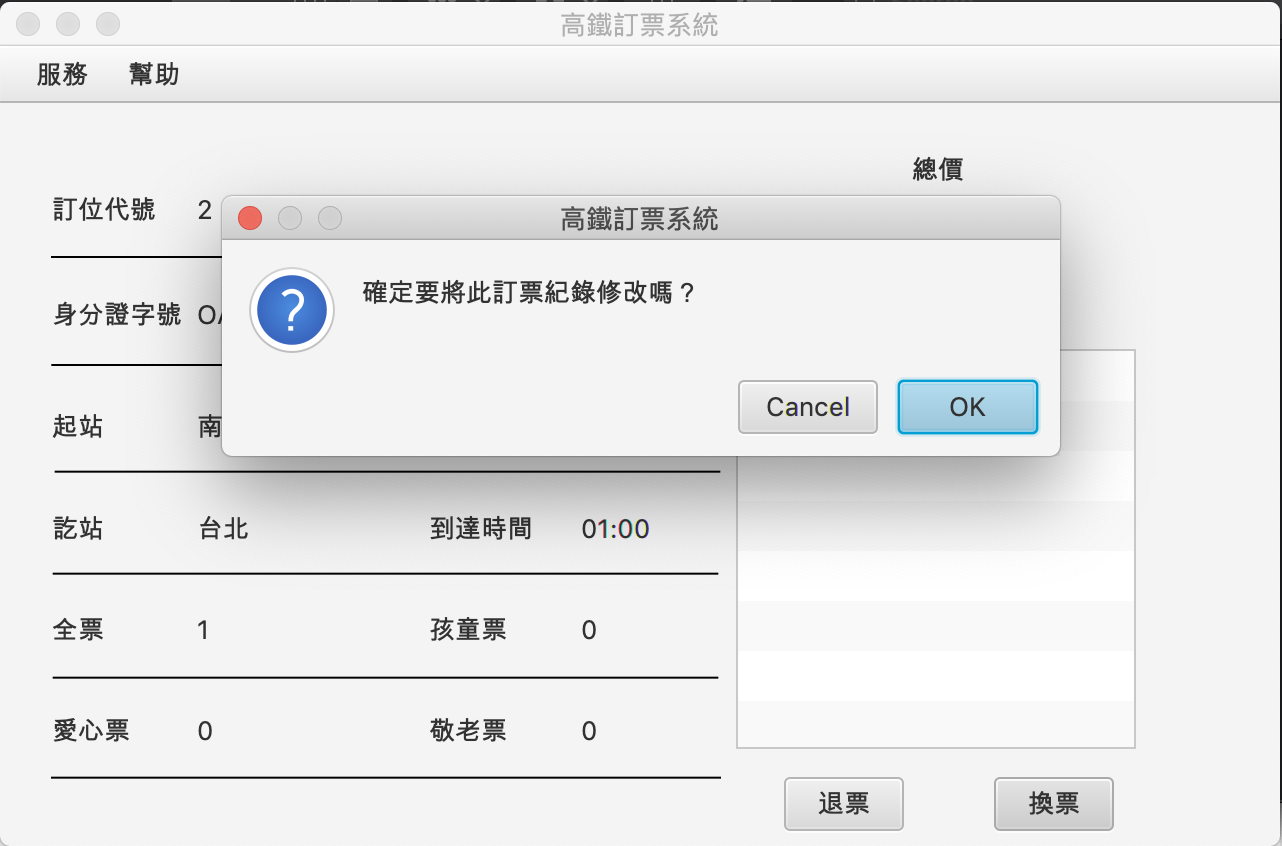 高鐵訂票系統
服務 幫助
總價
訂位代號 2
高鐵訂票系統
確定要將此訂票紀錄修改嗎？
Cancel OK
身分證字號 O
起站 南
訖站 台北 到達時間 01:00
全票 1 孩童票 0
愛心票 0 敬老票 0
退票 換票